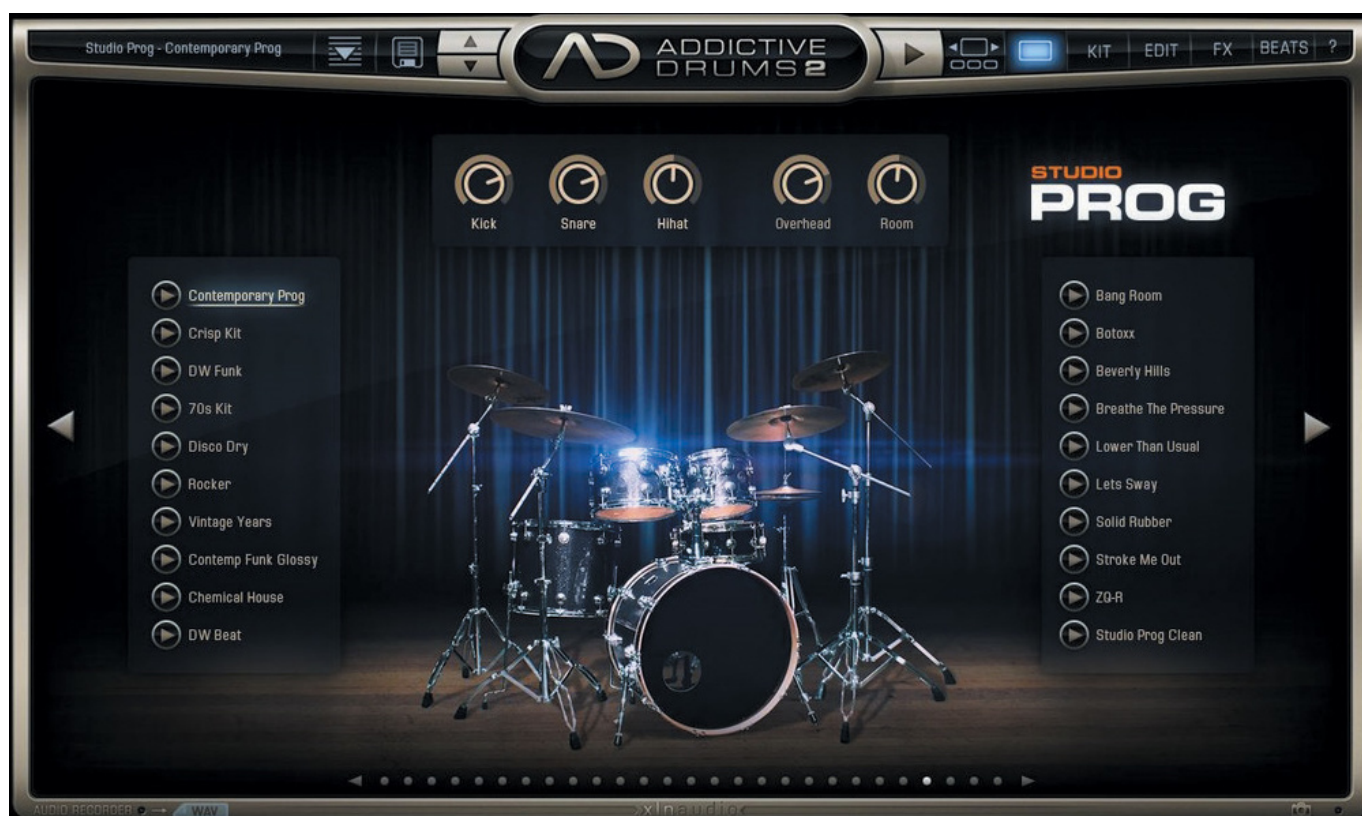 Studio Prog - Contemporary Prog
ADDICTIVE
DRUMS 2
KIT
EDIT
FX
BEATS
?
Kick
Snare
Hihat
Overhead
Room
STUDIO
PROG
Contemporary Prog
Crisp Kit
DW Funk
70s Kit
Disco Dry
Rocker
Vintage Years
Contemp Funk Glossy
Chemical House
DW Beat
Bang Room
Botoxx
Beverly Hills
Breathe The Pressure
Lower Than Usual
Lets Sway
Solid Rubber
Stroke Me Out
ZQ-R
Studio Prog Clean
AUDIO RECORDER
WAV
xlnaudio